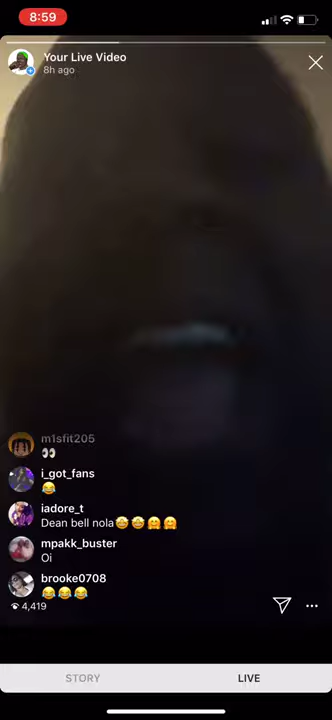 8:59
Your Live Video
8h ago
m1sfit205
👀
i_got_fans
😂
iadore_t
Dean bell nola🤩🤩🤗🤗
mpakk_buster
Oi
brooke0708
😂😂😂
4,419
STORY LIVE